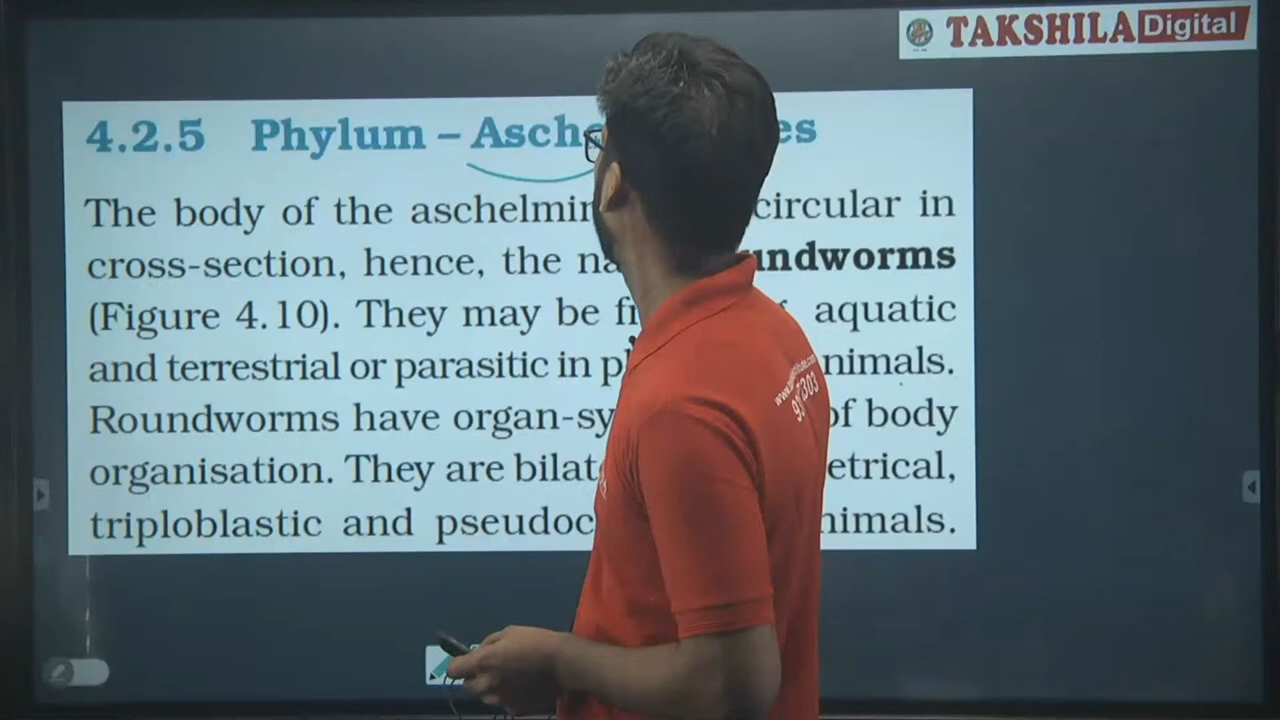 TAKSHILA Digital
4.2.5 Phylum – Asche es
The body of the aschelmin circular in
cross-section, hence, the na undworms
(Figure 4.10). They may be fr aquatic
and terrestrial or parasitic in pl nimals.
Roundworms have organ-sy of body
organisation. They are bilat etrical,
triploblastic and pseudoc nimals.